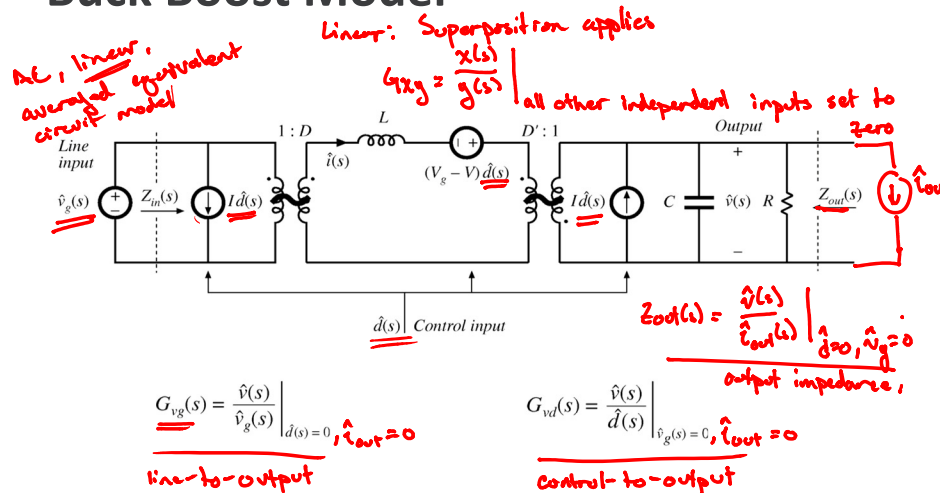 Buck-Boost Model
Linear: Superposition applies
AC, linear,
averaged equivalent
circuit model
Gxy = x(s) / y(s) | all other independent inputs set to
zero
Line
input
1 : D
L
î(s)
(Vg – V) d̂(s)
– +
D′ : 1
Output
v̂g(s)
+
–
Zin(s)
I d̂(s)
I d̂(s)
C
+
v̂(s)
–
R
Zout(s)
îou
d̂(s) Control input
Zout(s) = v̂(s) / îout(s) | d̂=0, v̂g=0
output impedance,
Gvg(s) = v̂(s) / v̂g(s) | d̂(s) = 0, îout=0
line-to-output
Gvd(s) = v̂(s) / d̂(s) | v̂g(s) = 0, îout=0
control-to-output